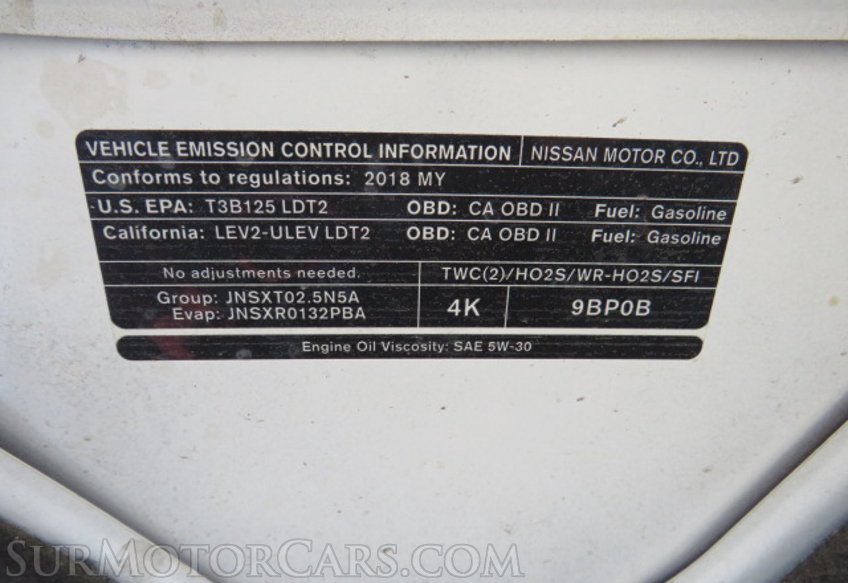 VEHICLE EMISSION CONTROL INFORMATION NISSAN MOTOR CO., LTD
Conforms to regulations: 2018 MY
U.S. EPA: T3B125 LDT2 OBD: CA OBD II Fuel: Gasoline
California: LEV2-ULEV LDT2 OBD: CA OBD II Fuel: Gasoline
No adjustments needed. TWC(2)/HO2S/WR-HO2S/SFI
Group: JNSXT02.5N5A
Evap: JNSXR0132PBA
4K 9BP0B
Engine Oil Viscosity: SAE 5W-30
SurMotorCars.com